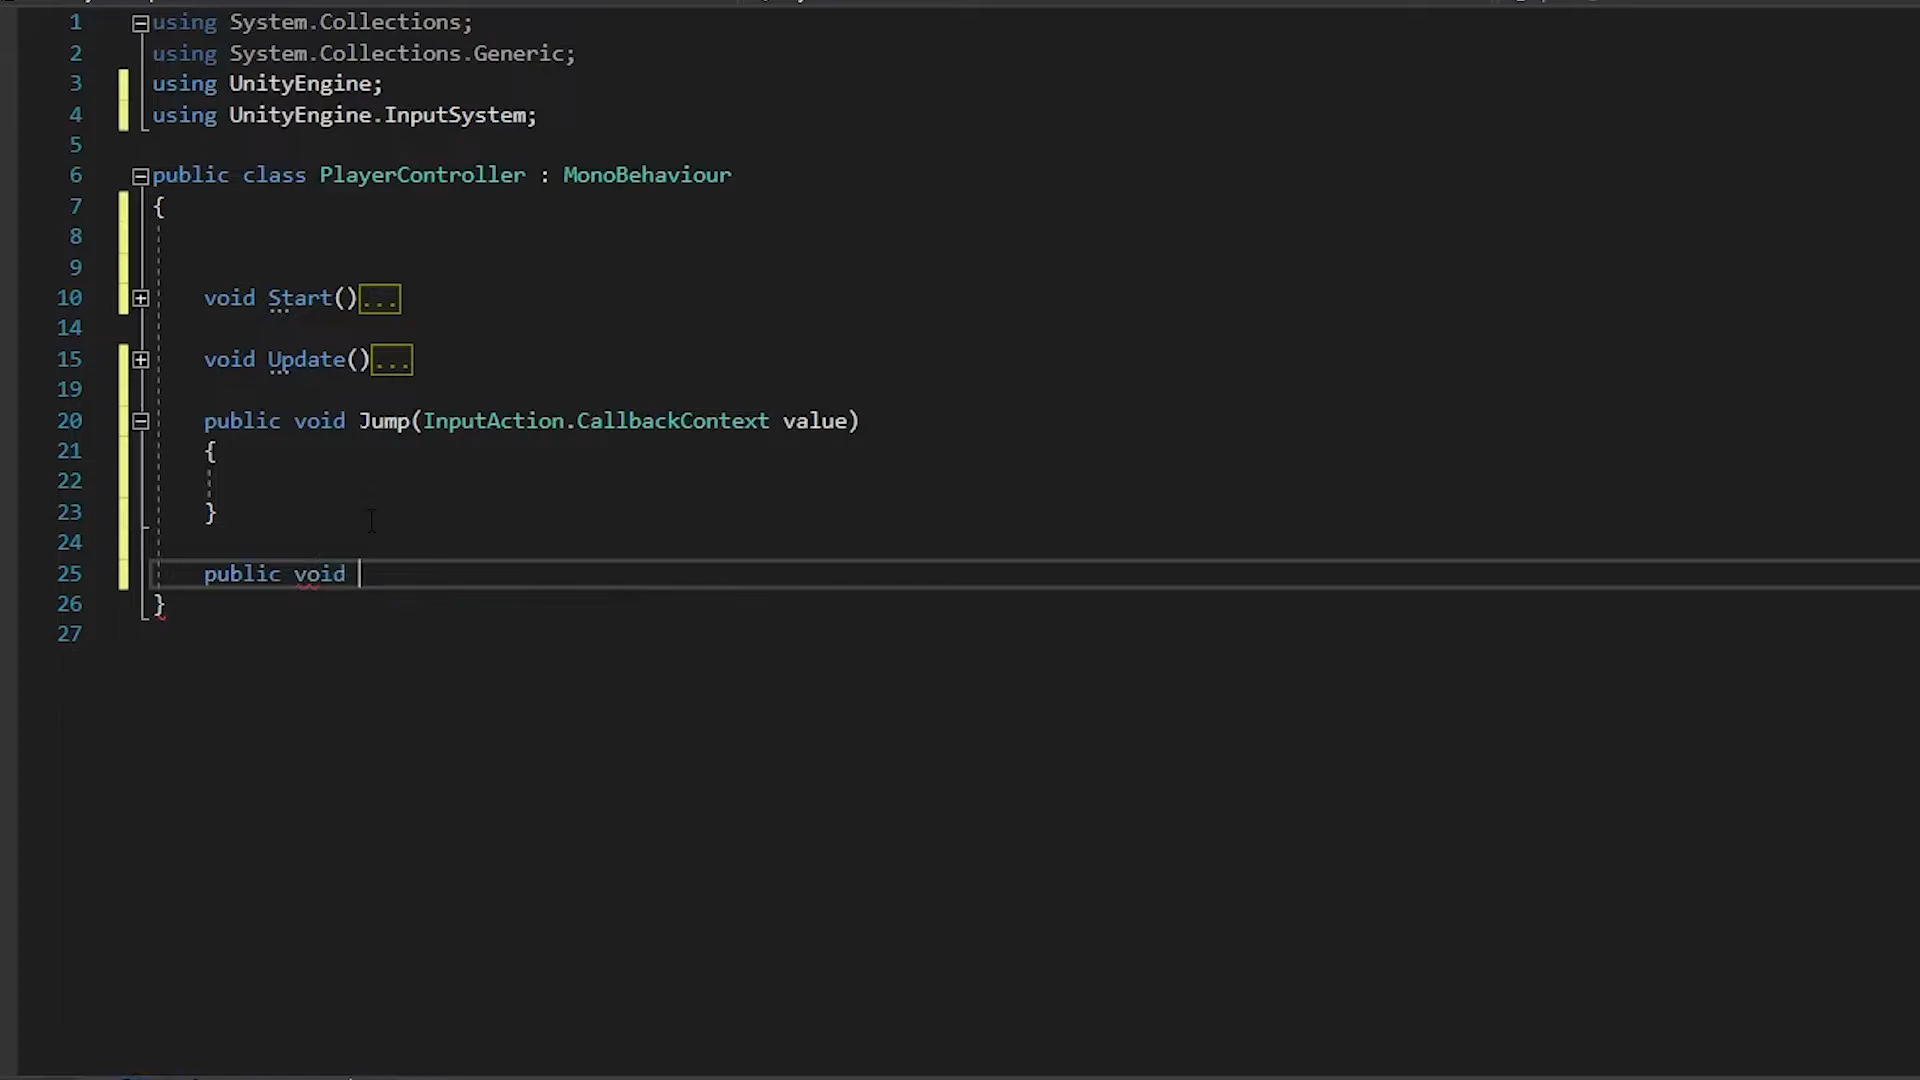 1 using System.Collections;
2 using System.Collections.Generic;
3 using UnityEngine;
4 using UnityEngine.InputSystem;
5
6 public class PlayerController : MonoBehaviour
7 {
8
9
10 void Start()...
14
15 void Update()...
19
20 public void Jump(InputAction.CallbackContext value)
21 {
22
23 }
24
25 public void
26 }
27